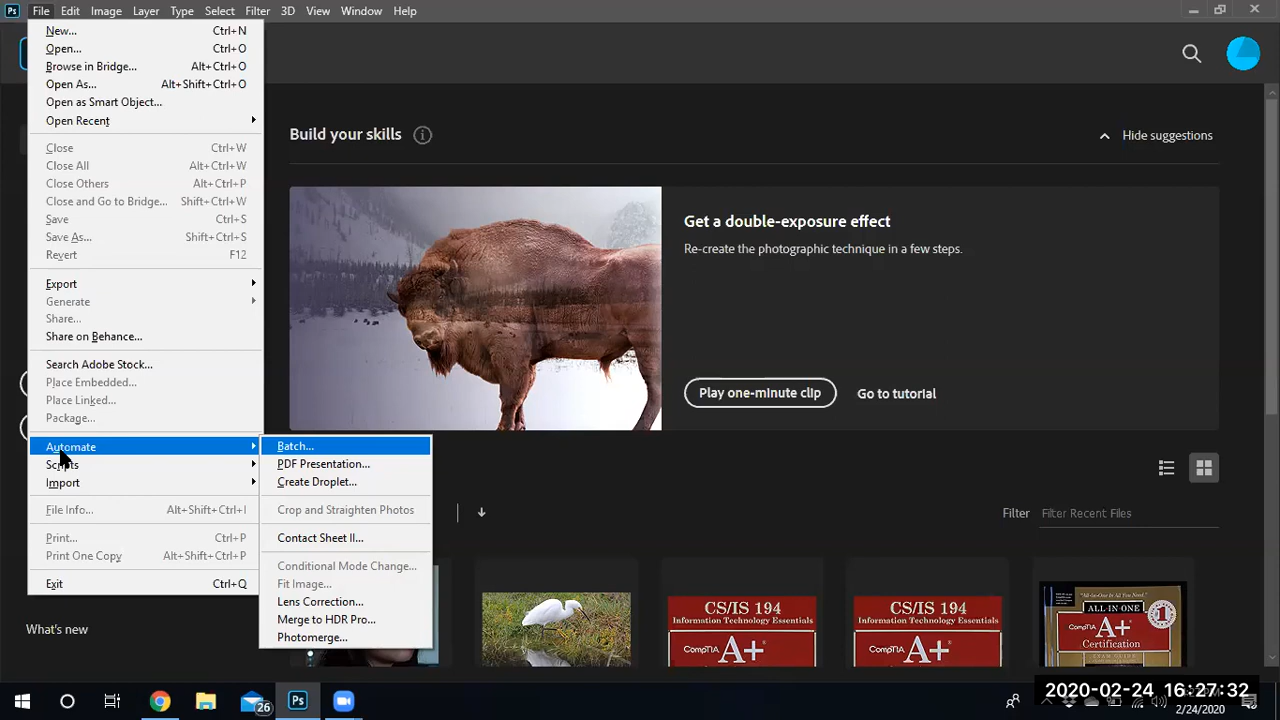 Ps File Edit Image Layer Type Select Filter 3D View Window Help
New... Ctrl+N
Open... Ctrl+O
Browse in Bridge... Alt+Ctrl+O
Open As... Alt+Shift+Ctrl+O
Open as Smart Object...
Open Recent
Close Ctrl+W
Close All Alt+Ctrl+W
Close Others Alt+Ctrl+P
Close and Go to Bridge... Shift+Ctrl+W
Save Ctrl+S
Save As... Shift+Ctrl+S
Revert F12
Export
Generate
Share...
Share on Behance...
Search Adobe Stock...
Place Embedded...
Place Linked...
Package...
Automate
Scripts
Import
File Info... Alt+Shift+Ctrl+I
Print... Ctrl+P
Print One Copy Alt+Shift+Ctrl+P
Exit Ctrl+Q
Batch...
PDF Presentation...
Create Droplet...
Crop and Straighten Photos
Contact Sheet II...
Conditional Mode Change...
Fit Image...
Lens Correction...
Merge to HDR Pro...
Photomerge...
Build your skills
Hide suggestions
Get a double-exposure effect
Re-create the photographic technique in a few steps.
Play one-minute clip Go to tutorial
Filter Filter Recent Files
CS/IS 194
Information Technology Essentials
CompTIA A+
CS/IS 194
Information Technology Essentials
CompTIA A+
ALL-IN-ONE
CompTIA
A+
Certification
What's new
26
Ps
2020-02-24 16:27:32
2/24/2020